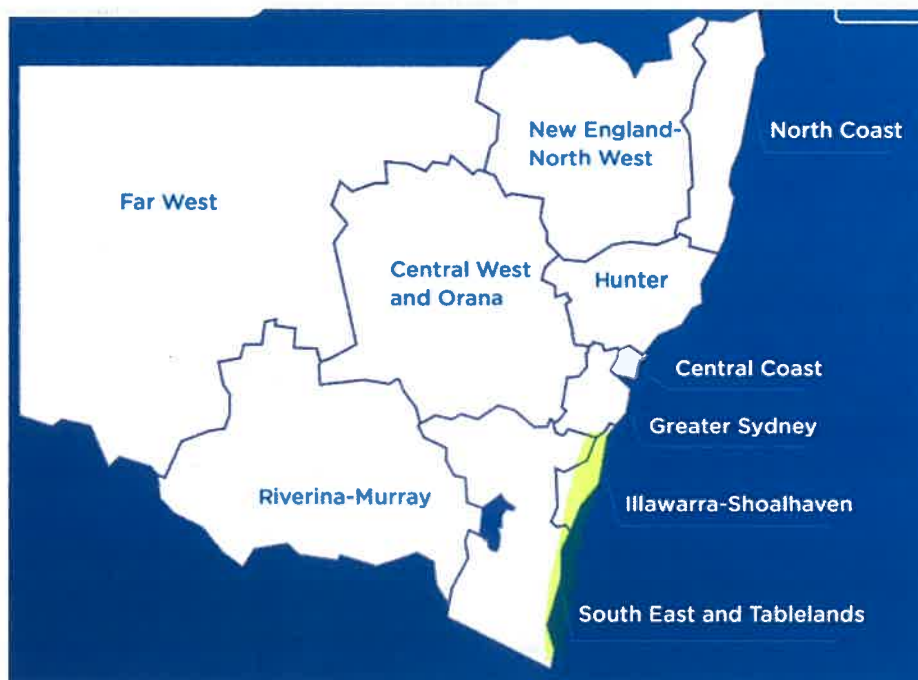 New England-
North West
North Coast
Far West
Central West
and Orana
Hunter
Central Coast
Greater Sydney
Riverina-Murray
Illawarra-Shoalhaven
South East and Tablelands